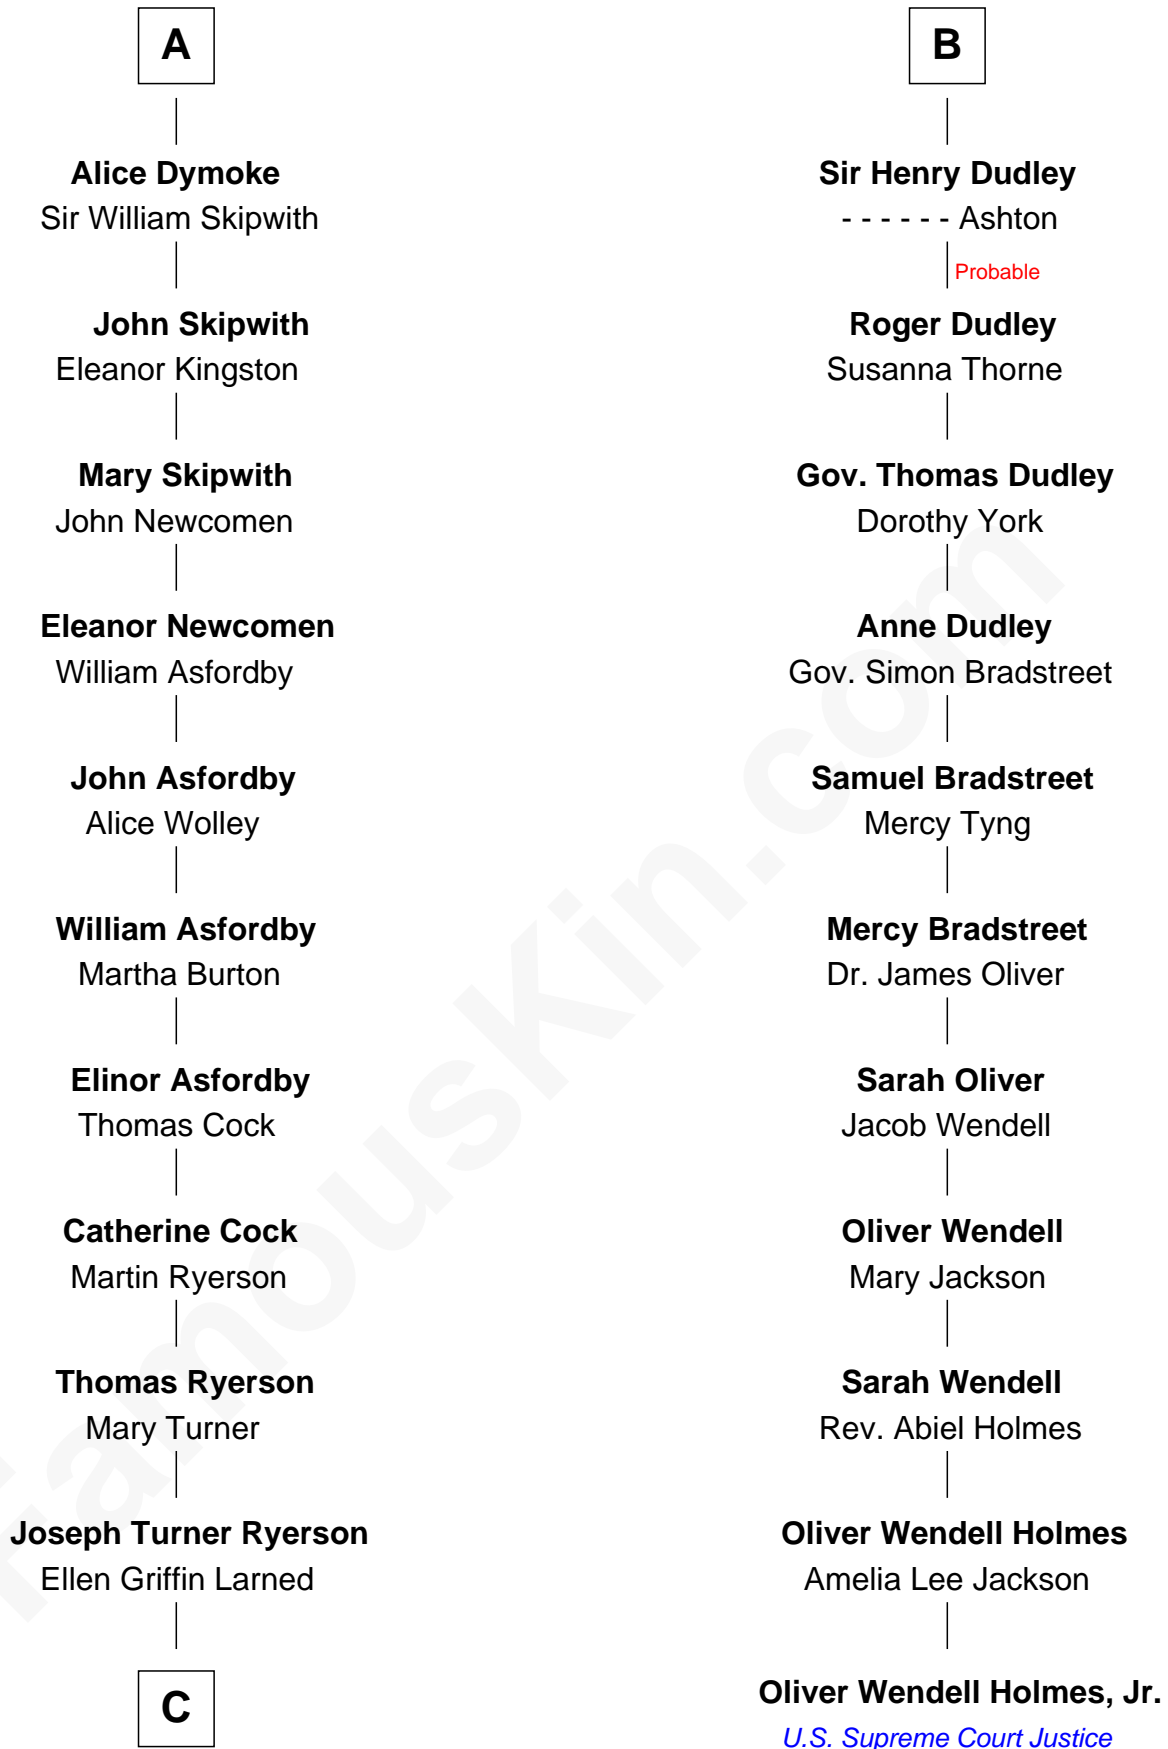 A
Alice Dymoke
Sir William Skipwith
John Skipwith
Eleanor Kingston
Mary Skipwith
John Newcomen
Eleanor Newcomen
William Asfordby
John Asfordby
Alice Wolley
William Asfordby
Martha Burton
Elinor Asfordby
Thomas Cock
Catherine Cock
Martin Ryerson
Thomas Ryerson
Mary Turner
Joseph Turner Ryerson
Ellen Griffin Larned
C
B
Sir Henry Dudley
- - - - - - Ashton
Probable
Roger Dudley
Susanna Thorne
Gov. Thomas Dudley
Dorothy York
Anne Dudley
Gov. Simon Bradstreet
Samuel Bradstreet
Mercy Tyng
Mercy Bradstreet
Dr. James Oliver
Sarah Oliver
Jacob Wendell
Oliver Wendell
Mary Jackson
Sarah Wendell
Rev. Abiel Holmes
Oliver Wendell Holmes
Amelia Lee Jackson
Oliver Wendell Holmes, Jr.
U.S. Supreme Court Justice
FamousKin.com